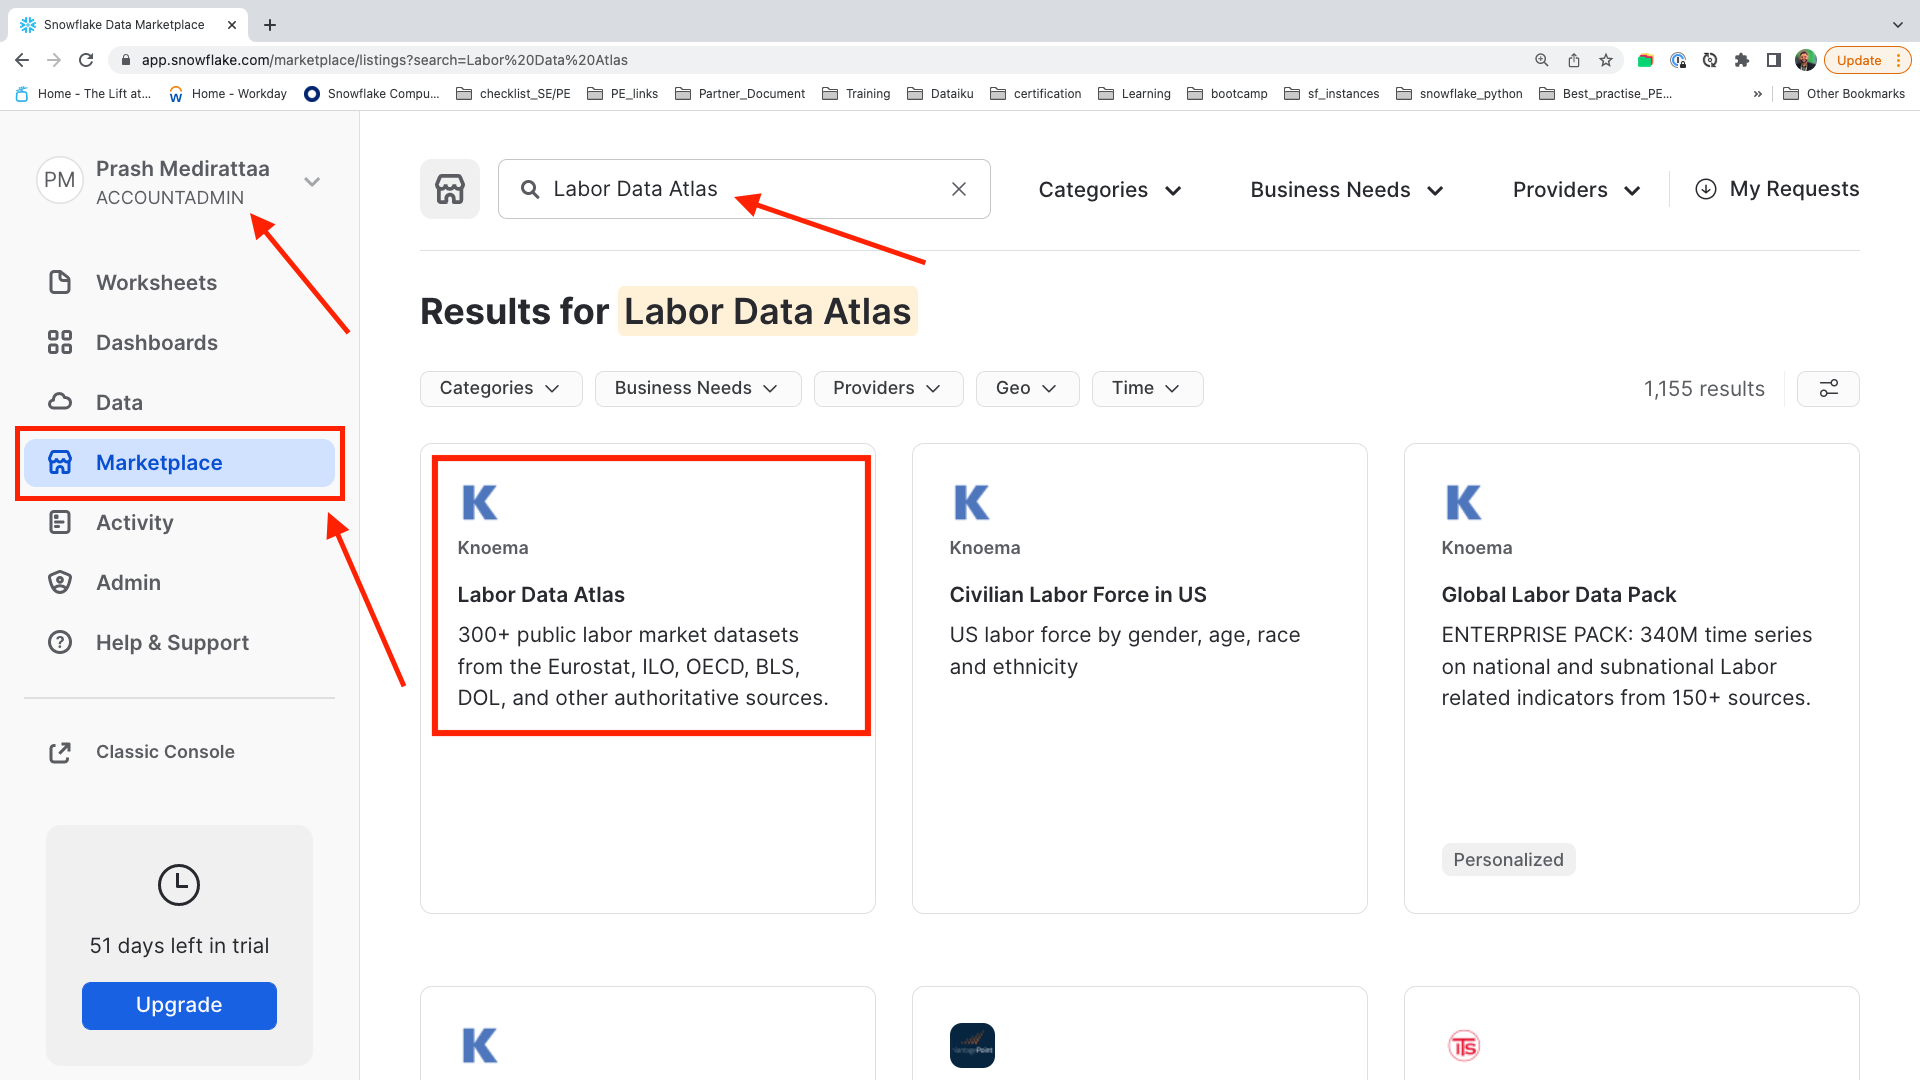 Snowflake Data Marketplace
app.snowflake.com/marketplace/listings?search=Labor%20Data%20Atlas
Update
Home - The Lift at...
Home - Workday
Snowflake Compu...
checklist_SE/PE
PE_links
Partner_Document
Training
Dataiku
certification
Learning
bootcamp
sf_instances
snowflake_python
Best_practise_PE...
Other Bookmarks
PM
Prash Medirattaa
ACCOUNTADMIN
Worksheets
Dashboards
Data
Marketplace
Activity
Admin
Help & Support
Classic Console
51 days left in trial
Upgrade
Labor Data Atlas
Categories
Business Needs
Providers
My Requests
Results for Labor Data Atlas
Categories
Business Needs
Providers
Geo
Time
1,155 results
K
Knoema
Labor Data Atlas
300+ public labor market datasets
from the Eurostat, ILO, OECD, BLS,
DOL, and other authoritative sources.
K
Knoema
Civilian Labor Force in US
US labor force by gender, age, race
and ethnicity
K
Knoema
Global Labor Data Pack
ENTERPRISE PACK: 340M time series
on national and subnational Labor
related indicators from 150+ sources.
Personalized
K
VantagePoint
ITS